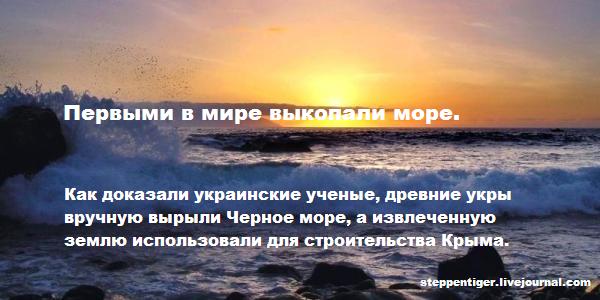 Первыми в мире выкопали море.
Как доказали украинские ученые, древние укры
вручную вырыли Черное море, а извлеченную
землю использовали для строительства Крыма.
steppentiger.livejournal.com